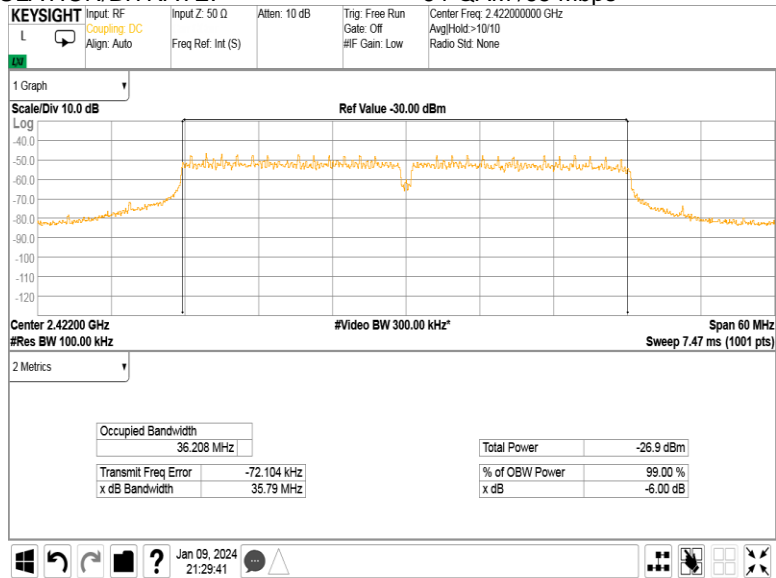 KEYSIGHT Input: RF Input Z: 50 Ω Atten: 10 dB Trig: Free Run Center Freq: 2.422000000 GHz
L Coupling: DC Gate: Off Avg|Hold:>10/10
Align: Auto Freq Ref: Int (S) #IF Gain: Low Radio Std: None
LXI
1 Graph
Scale/Div 10.0 dB Ref Value -30.00 dBm
Log
-40.0
-50.0
-60.0
-70.0
-80.0
-90.0
-100
-110
-120
Center 2.42200 GHz #Video BW 300.00 kHz* Span 60 MHz
#Res BW 100.00 kHz Sweep 7.47 ms (1001 pts)
2 Metrics
Occupied Bandwidth
36.208 MHz Total Power -26.9 dBm
Transmit Freq Error -72.104 kHz % of OBW Power 99.00 %
x dB Bandwidth 35.79 MHz x dB -6.00 dB
? Jan 09, 2024
21:29:41